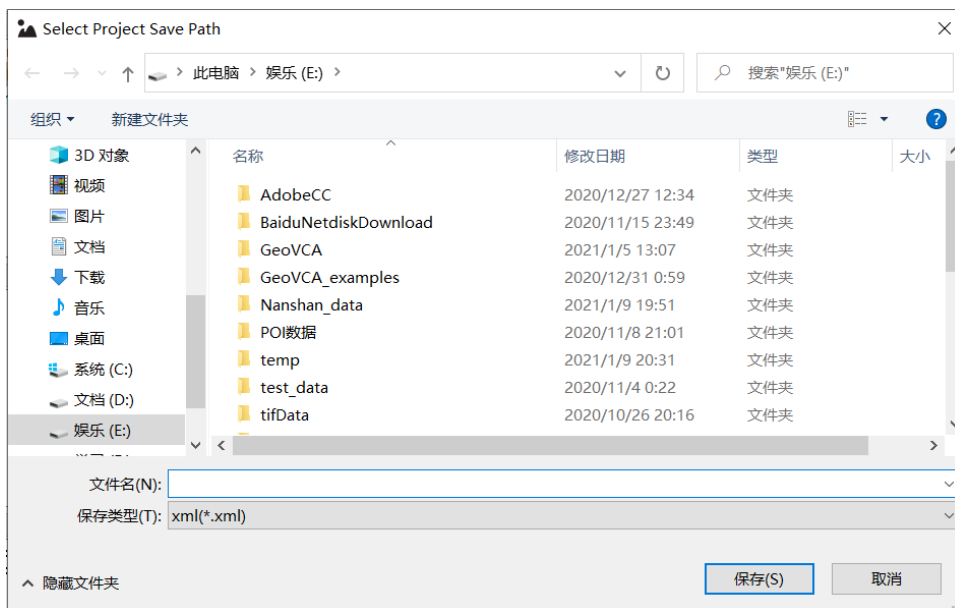 Select Project Save Path
此电脑 > 娱乐 (E:) >
搜索"娱乐 (E:)"
组织 新建文件夹
名称 修改日期 类型 大小
3D 对象
视频
图片
文档
下载
音乐
桌面
系统 (C:)
文档 (D:)
娱乐 (E:)
AdobeCC 2020/12/27 12:34 文件夹
BaiduNetdiskDownload 2020/11/15 23:49 文件夹
GeoVCA 2021/1/5 13:07 文件夹
GeoVCA_examples 2020/12/31 0:59 文件夹
Nanshan_data 2021/1/9 19:51 文件夹
POI数据 2020/11/8 21:01 文件夹
temp 2021/1/9 20:31 文件夹
test_data 2020/11/4 0:22 文件夹
tifData 2020/10/26 20:16 文件夹
文件名(N):
保存类型(T): xml(*.xml)
隐藏文件夹
保存(S) 取消